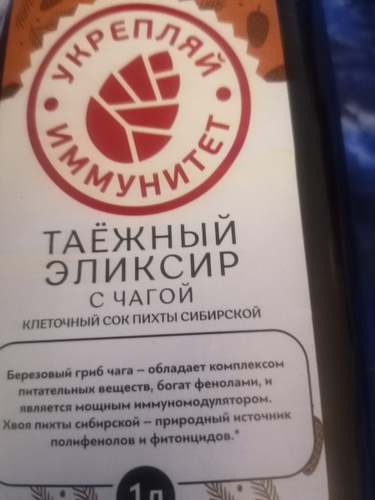 УКРЕПЛЯЙ
ИММУНИТЕТ
ТАЁЖНЫЙ
ЭЛИКСИР
С ЧАГОЙ
КЛЕТОЧНЫЙ СОК ПИХТЫ СИБИРСКОЙ
Березовый гриб чага – обладает комплексом
питательных веществ, богат фенолами, и
является мощным иммуномодулятором.
Хвоя пихты сибирской – природный источник
полифенолов и фитонцидов.*
1 л